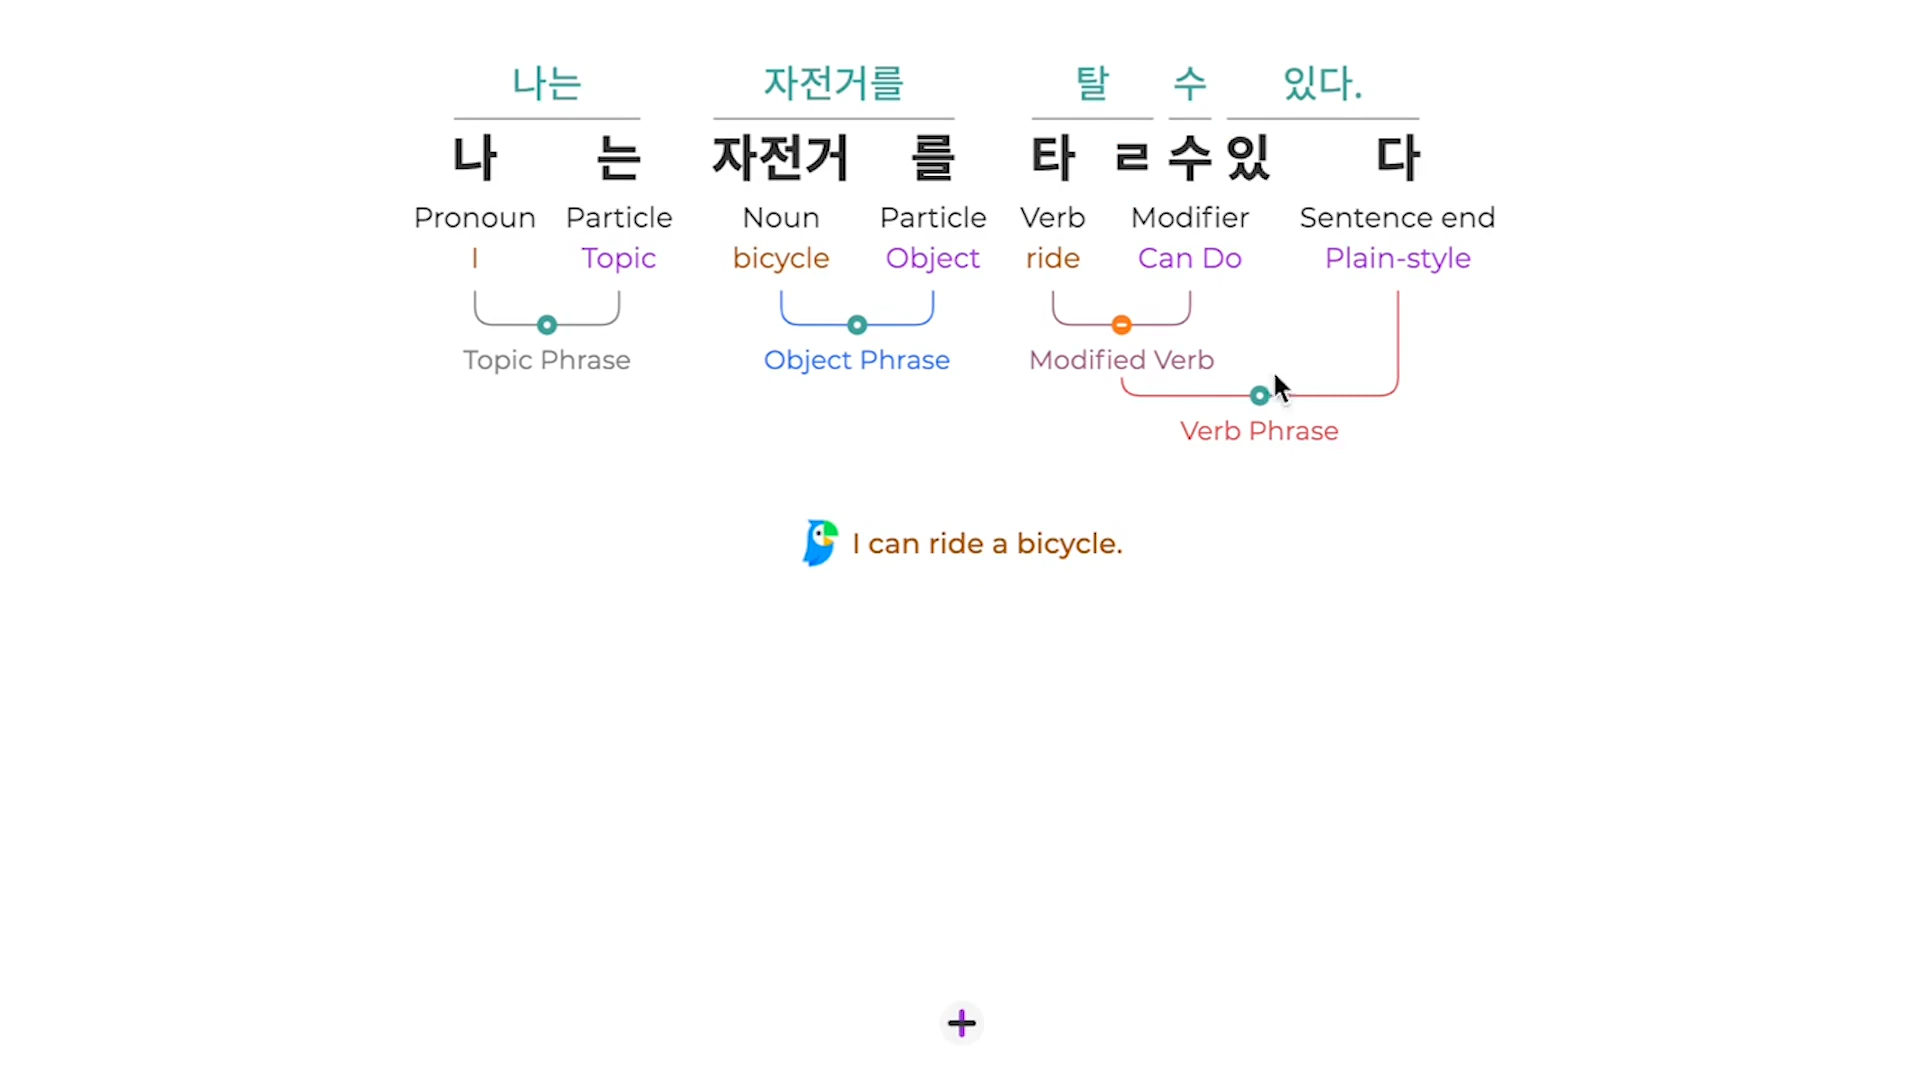 나는 자전거를 탈 수 있다.
나 는 자전거 를 타 ㄹ 수 있 다
Pronoun Particle Noun Particle Verb Modifier Sentence end
I Topic bicycle Object ride Can Do Plain-style
Topic Phrase Object Phrase Modified Verb
Verb Phrase
I can ride a bicycle.